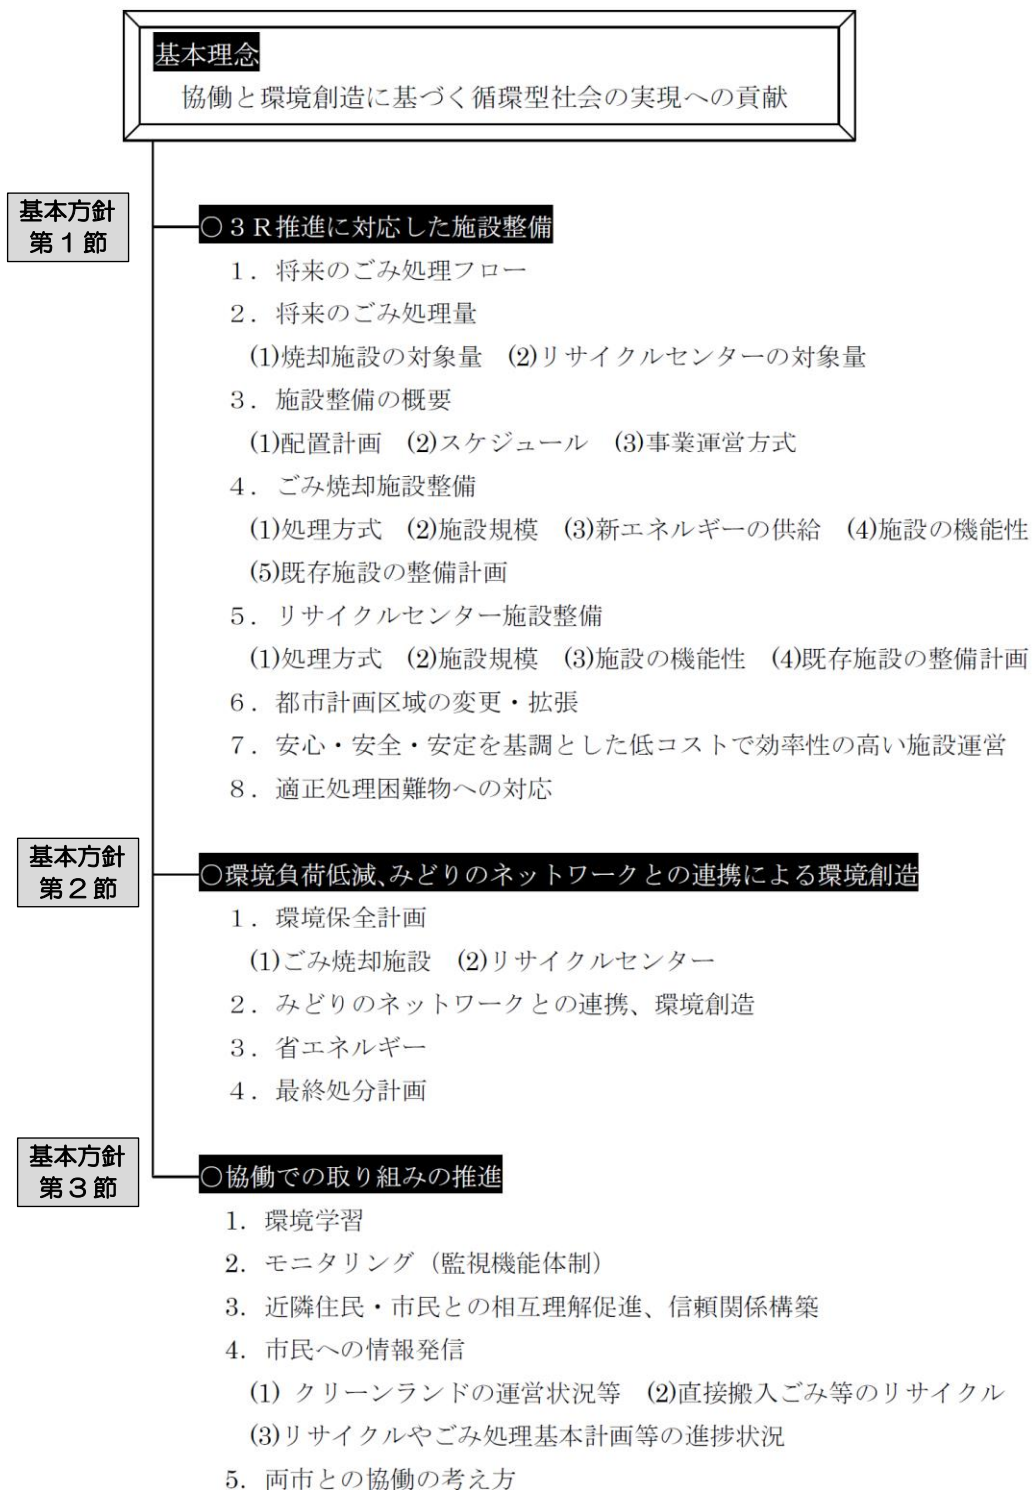 基本理念
協働と環境創造に基づく循環型社会の実現への貢献
基本方針
第1節
○3R推進に対応した施設整備
1．将来のごみ処理フロー
2．将来のごみ処理量
(1)焼却施設の対象量　(2)リサイクルセンターの対象量
3．施設整備の概要
(1)配置計画　(2)スケジュール　(3)事業運営方式
4．ごみ焼却施設整備
(1)処理方式　(2)施設規模　(3)新エネルギーの供給　(4)施設の機能性
(5)既存施設の整備計画
5．リサイクルセンター施設整備
(1)処理方式　(2)施設規模　(3)施設の機能性　(4)既存施設の整備計画
6．都市計画区域の変更・拡張
7．安心・安全・安定を基調とした低コストで効率性の高い施設運営
8．適正処理困難物への対応
基本方針
第2節
○環境負荷低減、みどりのネットワークとの連携による環境創造
1．環境保全計画
(1)ごみ焼却施設　(2)リサイクルセンター
2．みどりのネットワークとの連携、環境創造
3．省エネルギー
4．最終処分計画
基本方針
第3節
○協働での取り組みの推進
1. 環境学習
2. モニタリング（監視機能体制）
3. 近隣住民・市民との相互理解促進、信頼関係構築
4. 市民への情報発信
(1) クリーンランドの運営状況等　(2)直接搬入ごみ等のリサイクル
(3)リサイクルやごみ処理基本計画等の進捗状況
5. 両市との協働の考え方